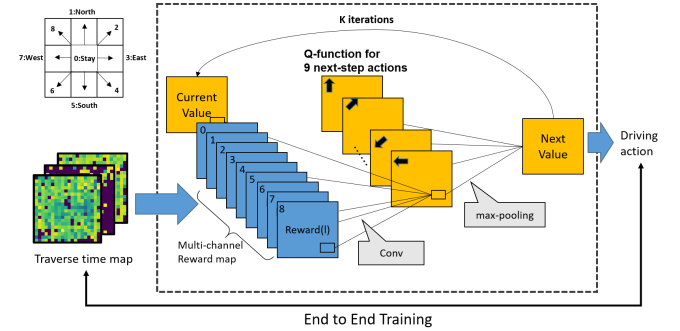 1:North
8
2
7:West
0:Stay
3:East
6
4
5:South
K iterations
Q-function for
9 next-step actions
Current
Value
0
1
2
3
4
5
6
7
8
Reward(l)
Multi-channel
Reward map
Conv
max-pooling
Next
Value
Driving
action
Traverse time map
End to End Training